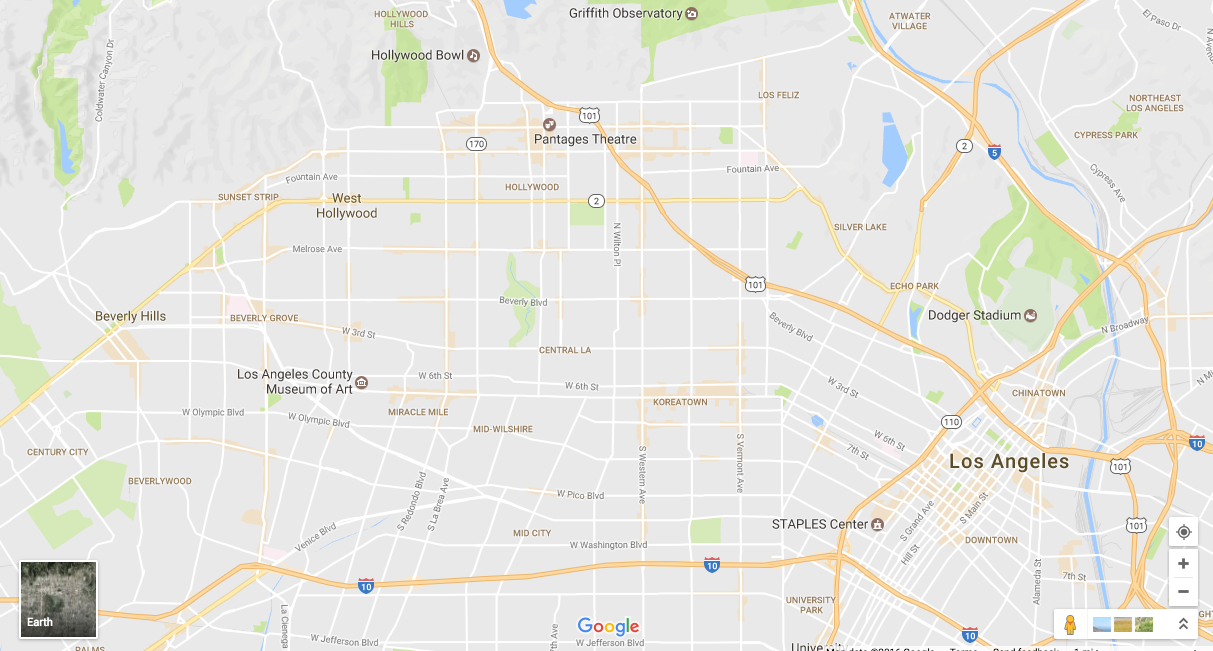 HOLLYWOOD
HILLS
Griffith Observatory
ATWATER
VILLAGE
El Paso Dr
Hollywood Bowl
Coldwater Canyon Dr
LOS FELIZ
NORTHEAST
LOS ANGELES
101
Pantages Theatre
CYPRESS PARK
170
2
5
Fountain Ave
Fountain Ave
Cypress Ave
SUNSET STRIP
West
Hollywood
HOLLYWOOD
2
N Wilton Pl
SILVER LAKE
Melrose Ave
101
ECHO PARK
Beverly Blvd
Beverly Hills
BEVERLY GROVE
W 3rd St
Beverly Blvd
Dodger Stadium
N Broadway
CENTRAL LA
Los Angeles County
Museum of Art
W 6th St
W 6th St
W 3rd St
CHINATOWN
KOREATOWN
W Olympic Blvd
W Olympic Blvd
MIRACLE MILE
MID-WILSHIRE
110
W 6th St
7th St
10
CENTURY CITY
S Western Ave
S Vermont Ave
Los Angeles
101
BEVERLYWOOD
S Redondo Blvd
S La Brea Ave
W Pico Blvd
S Grand Ave
S Main St
STAPLES Center
101
Venice Blvd
MID CITY
W Washington Blvd
Hill St
DOWNTOWN
10
10
Alameda St
7th St
Earth
La Cienega
UNIVERSITY
PARK
W Jefferson Blvd
7th Ave
Google
W Jefferson Blvd
10
PALMS
Map data ©2016 Google
Terms
Send feedback
1 mi